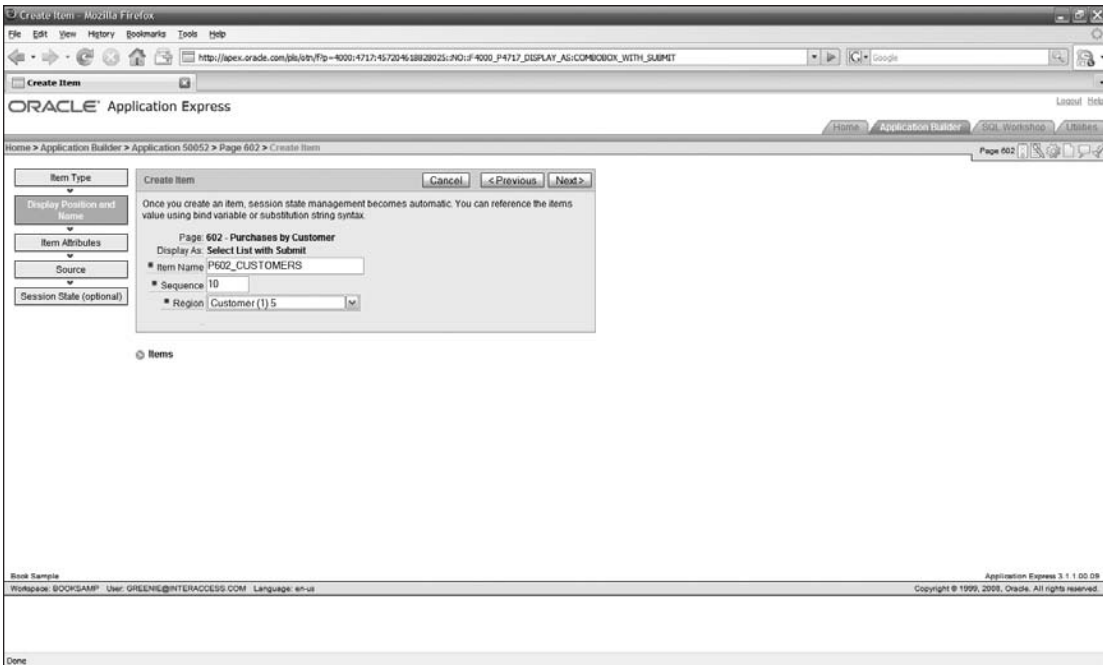 Create Item - Mozilla Firefox
File Edit View History Bookmarks Tools Help
http://apex.oracle.com/pls/otn/f?p=4000:4717:457204618828025::NO::F4000_P4717_DISPLAY_AS:COMBOBOX_WITH_SUBMIT
Google
Create Item
ORACLE Application Express
Logout Help
Home Application Builder SQL Workshop Utilities
Home > Application Builder > Application 50052 > Page 602 > Create Item
Page 602
Item Type
Display Position and Name
Item Attributes
Source
Session State (optional)
Create Item
Cancel < Previous Next >
Once you create an item, session state management becomes automatic. You can reference the items
value using bind variable or substitution string syntax.
Page: 602 - Purchases by Customer
Display As: Select List with Submit
Item Name P602_CUSTOMERS
Sequence 10
Region Customer (1) 5
Items
Book Sample
Application Express 3.1.1.00.09
Workspace: BOOKSAMP User: GREENIE@INTERACCESS.COM Language: en-us
Copyright © 1999, 2008, Oracle. All rights reserved.
Done